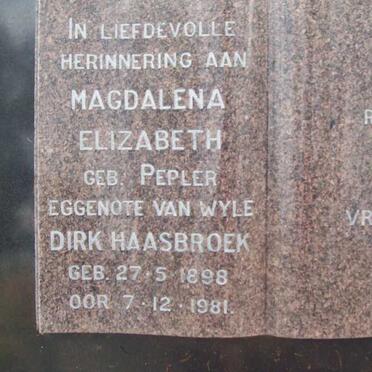 IN LIEFDEVOLLE
HERINNERING AAN
MAGDALENA
ELIZABETH
GEB. PEPLER
EGGENOTE VAN WYLE
DIRK HAASBROEK
GEB. 27·5·1898
OOR 7·12·1981.
VR